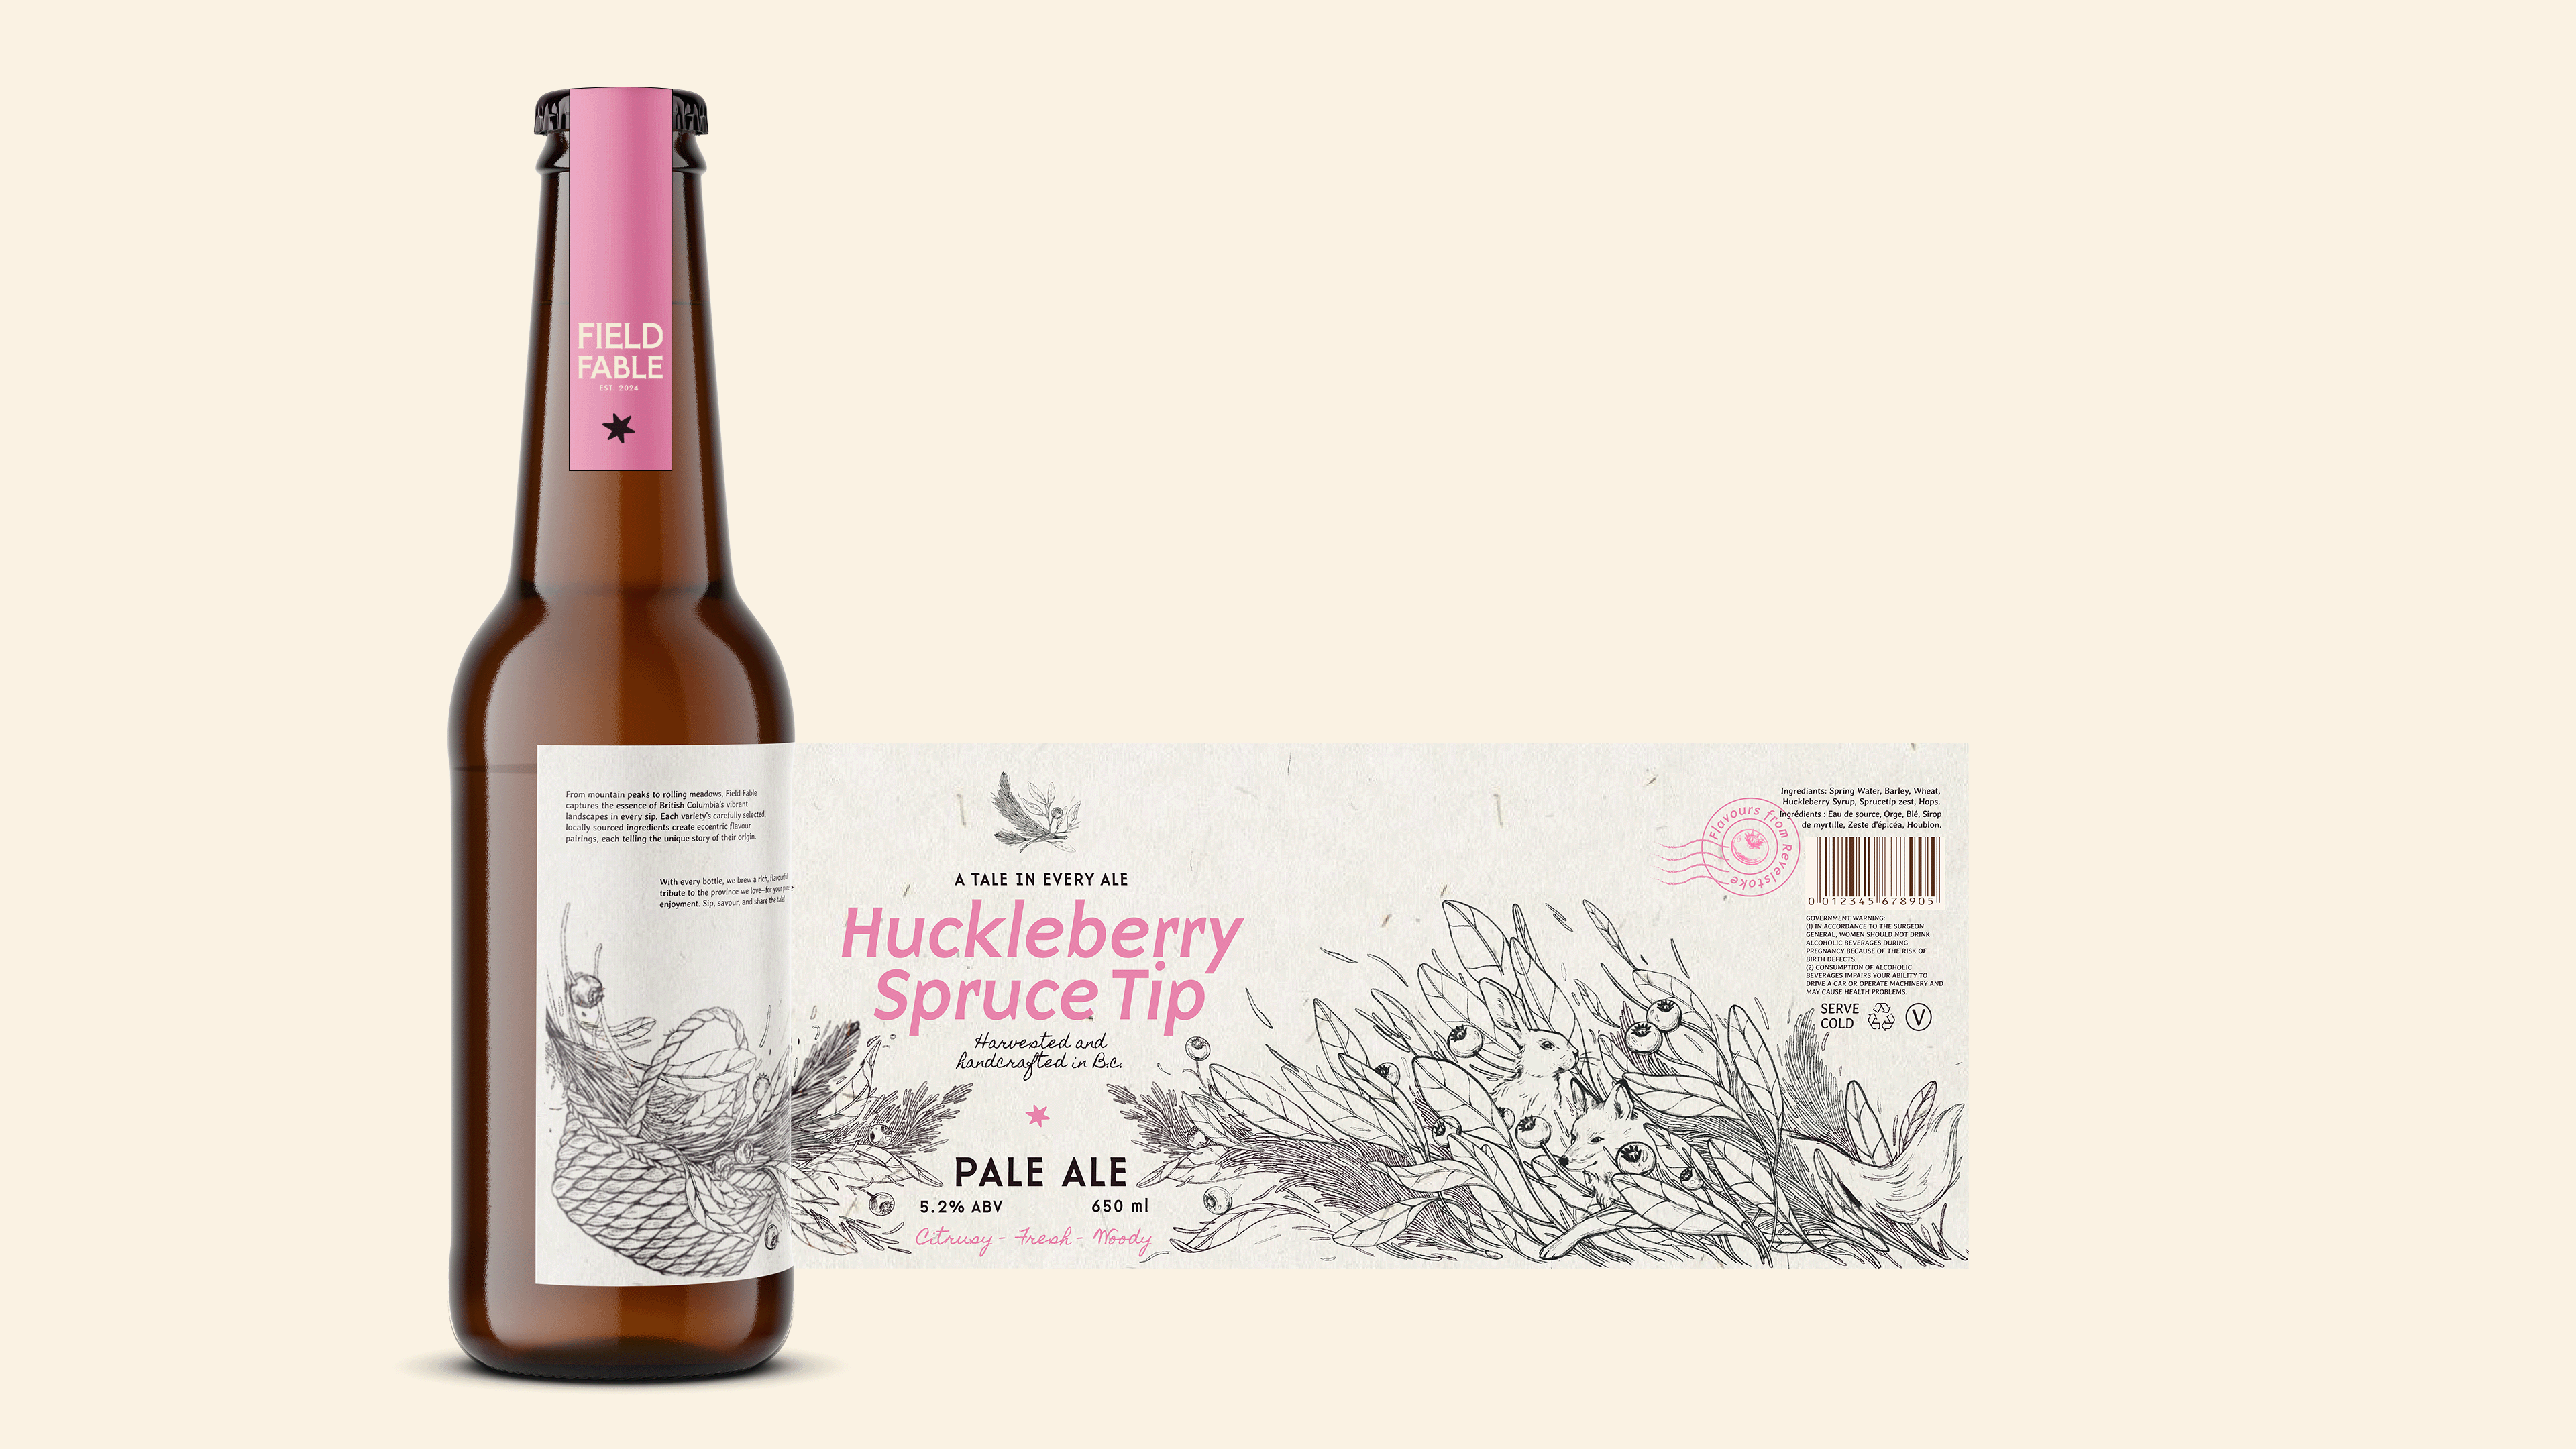 FIELD
FABLE
EST. 2024
From mountain peaks to rolling meadows, Field Fable
captures the essence of British Columbia's vibrant
landscapes in every sip. Each variety's carefully selected,
locally sourced ingredients create eccentric flavour
pairings, each telling the unique story of their origin.
With every bottle, we brew a rich, flavourful
tribute to the province we love—for your pure
enjoyment. Sip, savour, and share the tale!
A TALE IN EVERY ALE
Huckleberry
Spruce Tip
Harvested and
handcrafted in B.C.
PALE ALE
5.2% ABV 650 ml
Citrusy - Fresh - Woody
Flavours from Revelstoke
Ingrediants: Spring Water, Barley, Wheat,
Huckleberry Syrup, Sprucetip zest, Hops.
Ingrédients : Eau de source, Orge, Blé, Sirop
de myrtille, Zeste d'épicéa, Houblon.
0 012345 678905
GOVERNMENT WARNING:
(1) IN ACCORDANCE TO THE SURGEON
GENERAL, WOMEN SHOULD NOT DRINK
ALCOHOLIC BEVERAGES DURING
PREGNANCY BECAUSE OF THE RISK OF
BIRTH DEFECTS.
(2) CONSUMPTION OF ALCOHOLIC
BEVERAGES IMPAIRS YOUR ABILITY TO
DRIVE A CAR OR OPERATE MACHINERY AND
MAY CAUSE HEALTH PROBLEMS.
SERVE
COLD
V